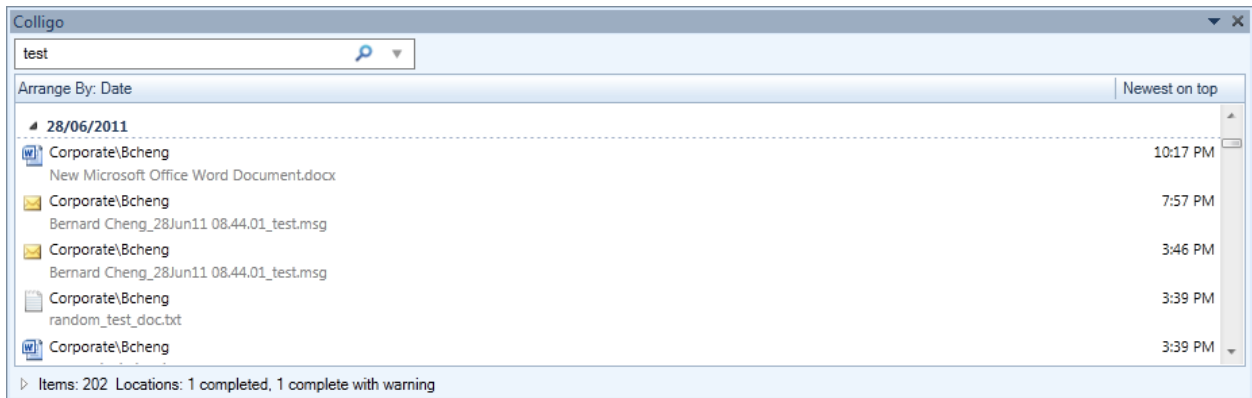 Colligo
test
Arrange By: Date Newest on top
28/06/2011
Corporate\Bcheng 10:17 PM
New Microsoft Office Word Document.docx
Corporate\Bcheng 7:57 PM
Bernard Cheng_28Jun11 08.44.01_test.msg
Corporate\Bcheng 3:46 PM
Bernard Cheng_28Jun11 08.44.01_test.msg
Corporate\Bcheng 3:39 PM
random_test_doc.txt
Corporate\Bcheng 3:39 PM
Items: 202 Locations: 1 completed, 1 complete with warning